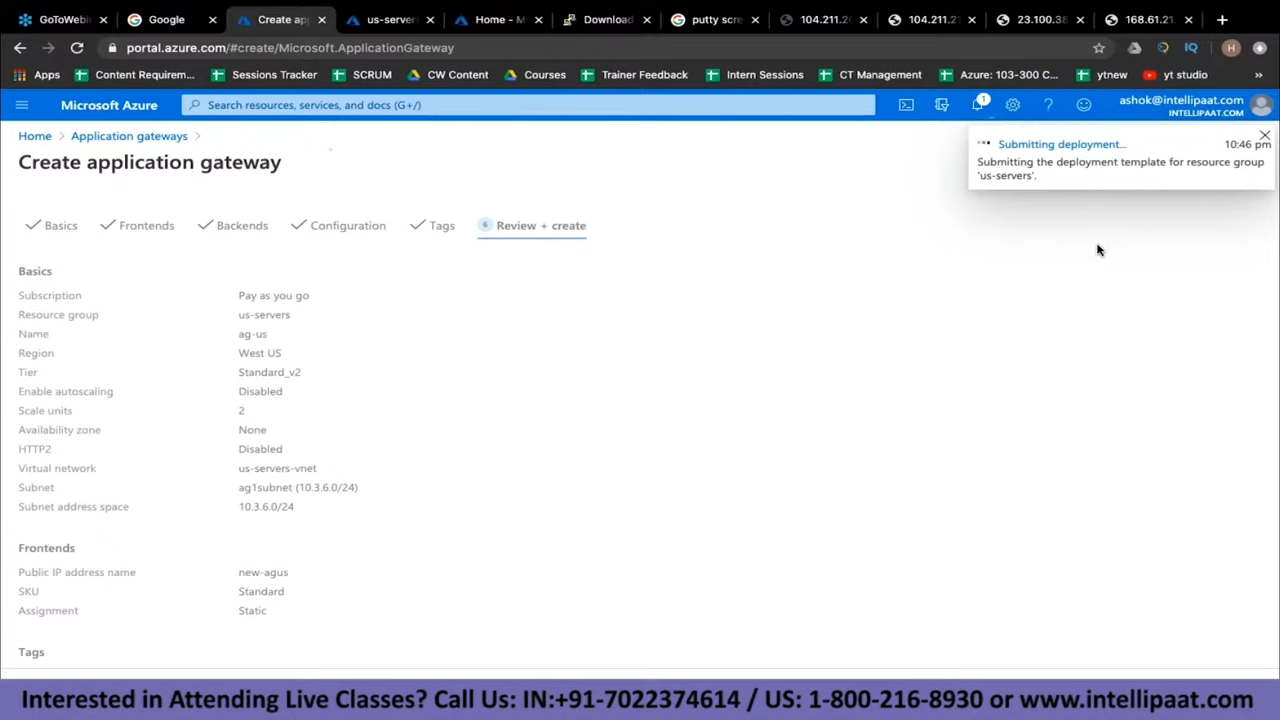 GoToWebin
Google
Create app
us-server
Home - M
Download
putty scre
104.211.20
104.211.21
23.100.38
168.61.21
portal.azure.com/#create/Microsoft.ApplicationGateway
Apps
Content Requirem...
Sessions Tracker
SCRUM
CW Content
Courses
Trainer Feedback
Intern Sessions
CT Management
Azure: 103-300 C...
ytnew
yt studio
»
Microsoft Azure
Search resources, services, and docs (G+/)
1
ashok@intellipaat.com
INTELLIPAAT.COM
Home > Application gateways >
Create application gateway
Submitting deployment...
10:46 pm
Submitting the deployment template for resource group
'us-servers'.
Basics
Frontends
Backends
Configuration
Tags
6 Review + create
Basics
Subscription Pay as you go
Resource group us-servers
Name ag-us
Region West US
Tier Standard_v2
Enable autoscaling Disabled
Scale units 2
Availability zone None
HTTP2 Disabled
Virtual network us-servers-vnet
Subnet ag1subnet (10.3.6.0/24)
Subnet address space 10.3.6.0/24
Frontends
Public IP address name new-agus
SKU Standard
Assignment Static
Tags
Interested in Attending Live Classes? Call Us: IN:+91-7022374614 / US: 1-800-216-8930 or www.intellipaat.com